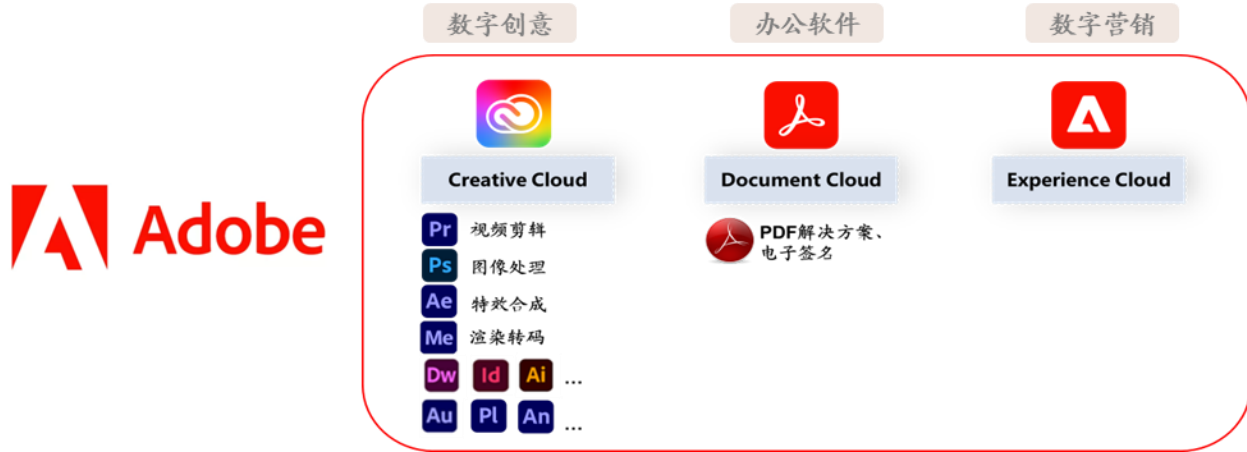 数字创意
办公软件
数字营销
Adobe
Creative Cloud
Document Cloud
Experience Cloud
Pr 视频剪辑
Ps 图像处理
Ae 特效合成
Me 渲染转码
Dw Id Ai ...
Au Pl An ...
PDF解决方案、
电子签名